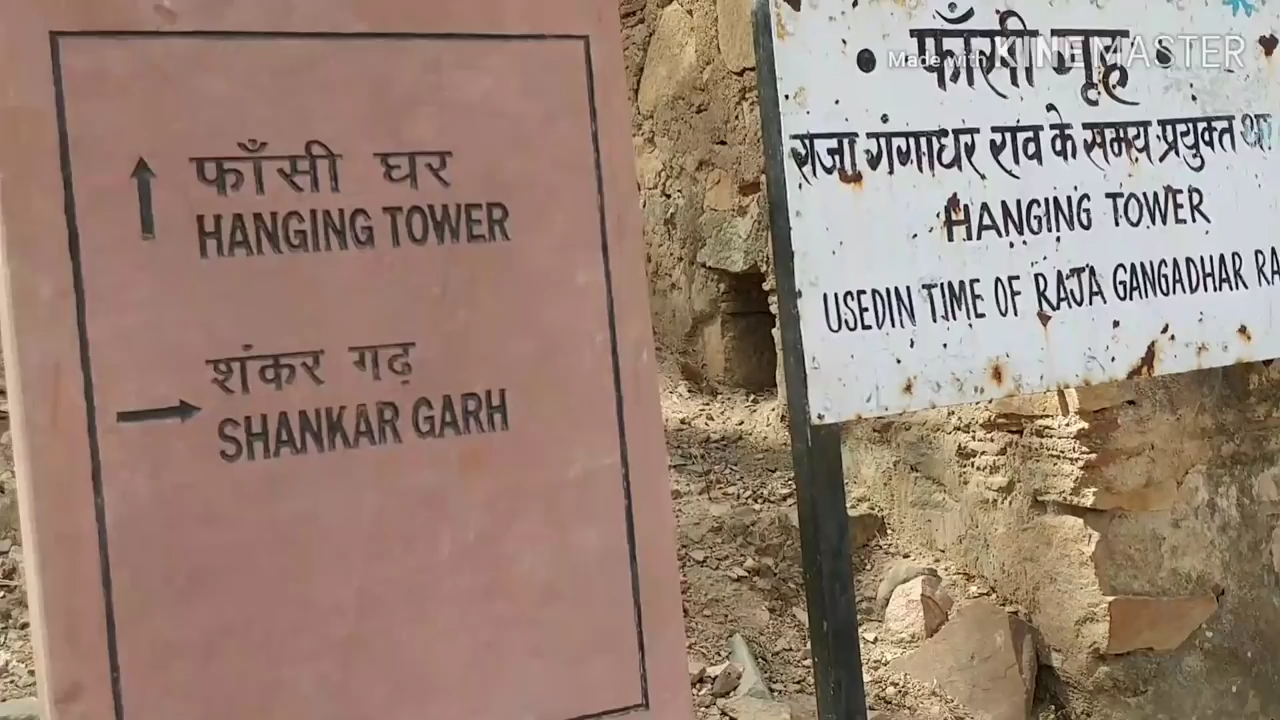 फाँसी घर
HANGING TOWER
शंकर गढ़
SHANKAR GARH
Made with KINEMASTER
• फाँसी गृह •
राजा गंगाधर राव के समय प्रयुक्त था
HANGING TOWER
USEDIN TIME OF RAJA GANGADHAR RA